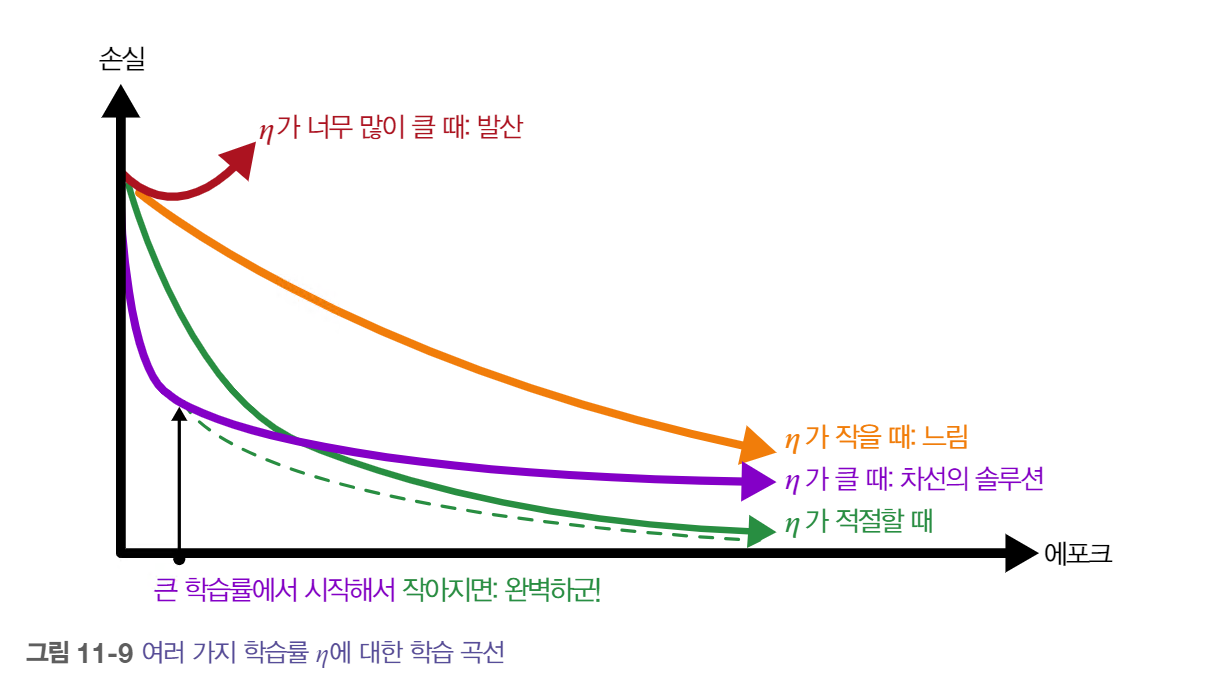 손실
η가 너무 많이 클 때: 발산
η가 작을 때: 느림
η가 클 때: 차선의 솔루션
η가 적절할 때
에포크
큰 학습률에서 시작해서 작아지면: 완벽하군!
그림 11-9 여러 가지 학습률 η에 대한 학습 곡선